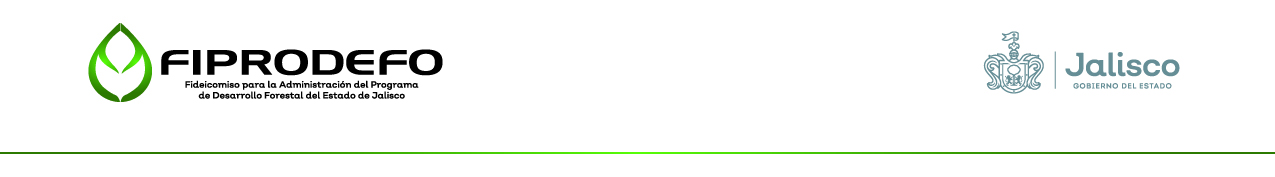 FIPRODEFO
Fideicomiso para la Administración del Programa
de Desarrollo Forestal del Estado de Jalisco
Jalisco
GOBIERNO DEL ESTADO